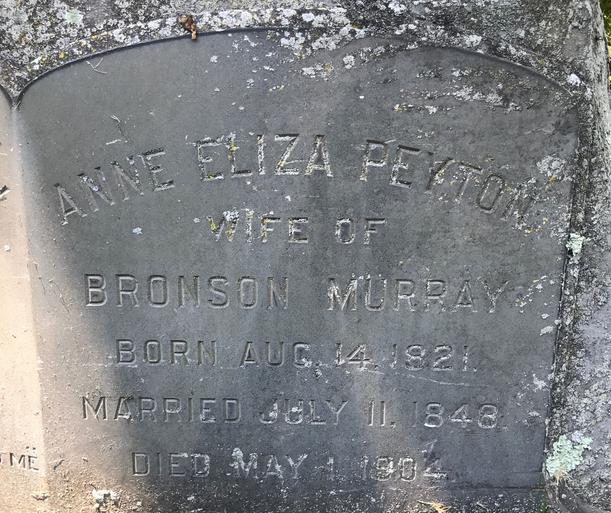 ANNE ELIZA PEYTON
WIFE OF
BRONSON MURRAY
BORN AUG. 14, 1821.
MARRIED JULY 11, 1848.
DIED MAY 1, 1904.
ME